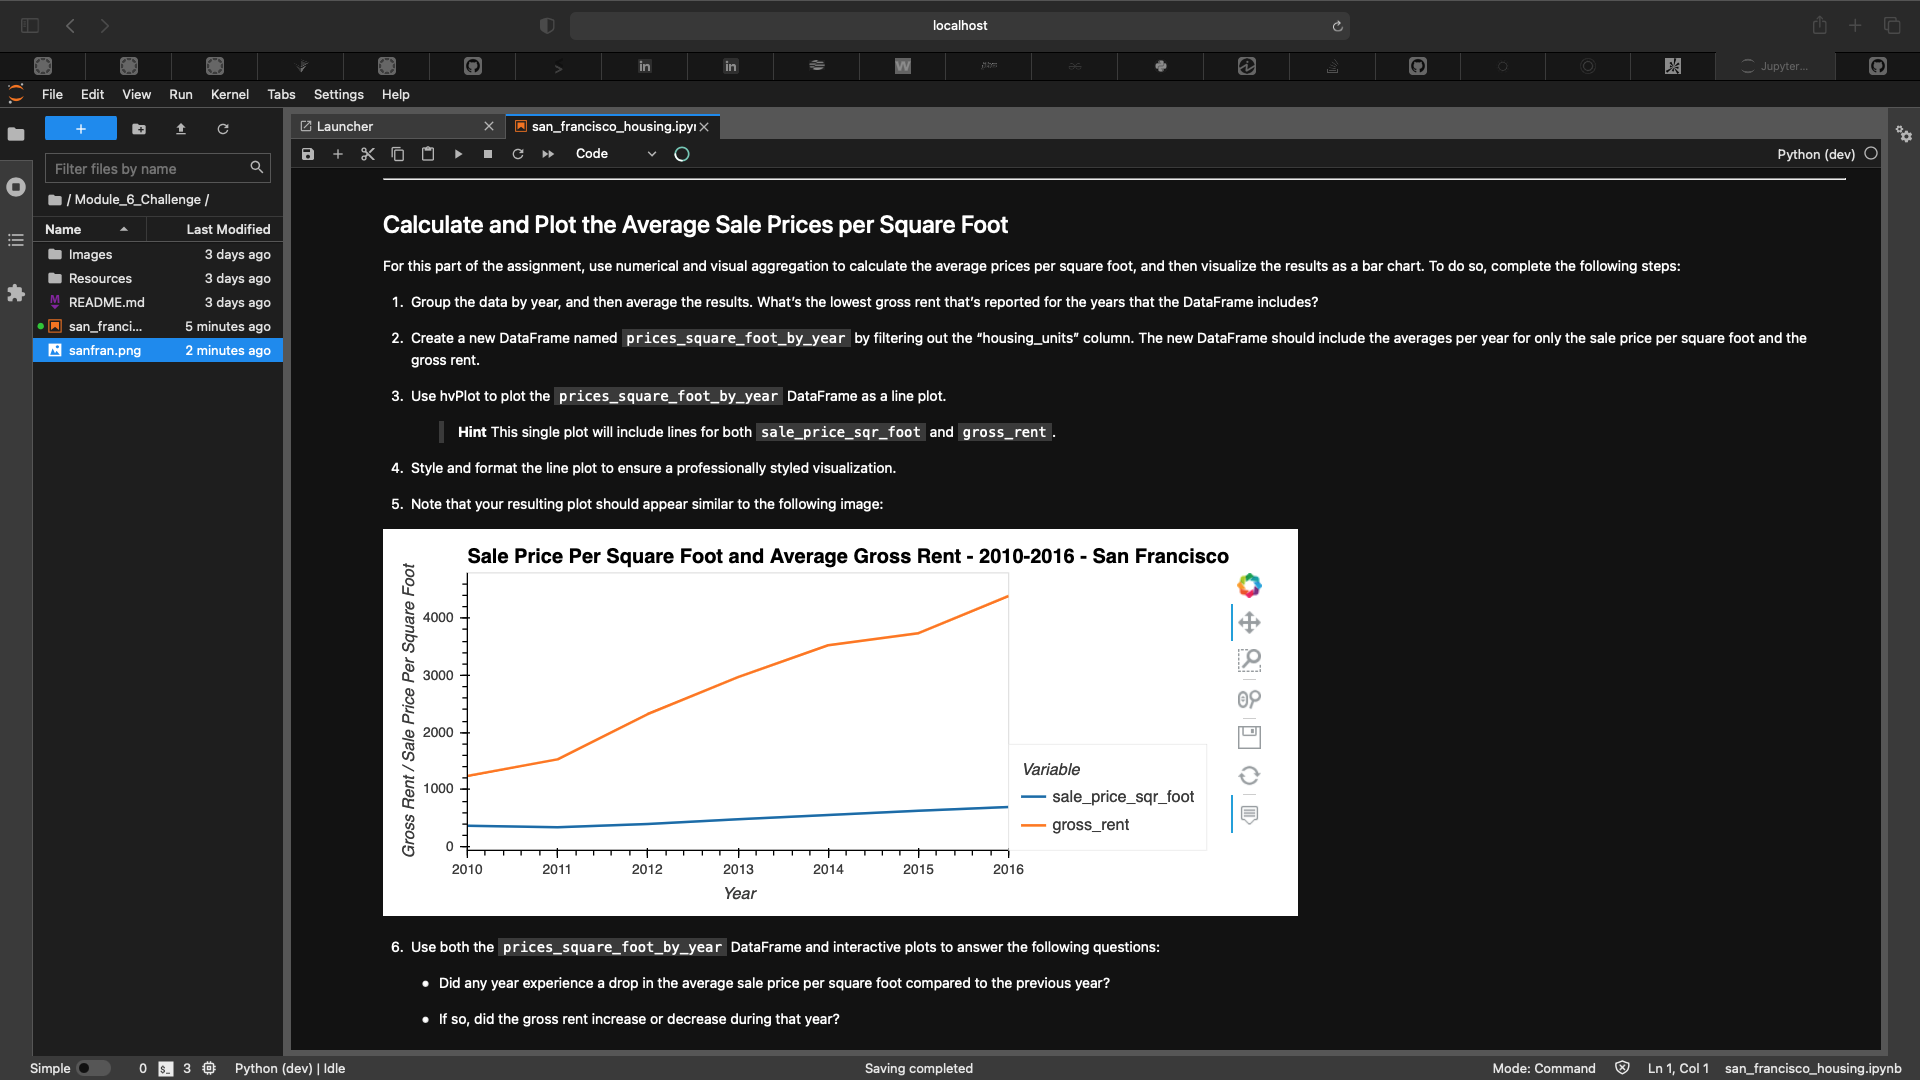 localhost
in
in
W
jtbm
Jupyter...
File Edit View Run Kernel Tabs Settings Help
Launcher
san_francisco_housing.ipyn
Code
Python (dev)
Filter files by name
/ Module_6_Challenge /
Name Last Modified
Images 3 days ago
Resources 3 days ago
README.md 3 days ago
san_franci... 5 minutes ago
sanfran.png 2 minutes ago
Calculate and Plot the Average Sale Prices per Square Foot
For this part of the assignment, use numerical and visual aggregation to calculate the average prices per square foot, and then visualize the results as a bar chart. To do so, complete the following steps:
1. Group the data by year, and then average the results. What’s the lowest gross rent that’s reported for the years that the DataFrame includes?
2. Create a new DataFrame named prices_square_foot_by_year by filtering out the “housing_units” column. The new DataFrame should include the averages per year for only the sale price per square foot and the
gross rent.
3. Use hvPlot to plot the prices_square_foot_by_year DataFrame as a line plot.
Hint This single plot will include lines for both sale_price_sqr_foot and gross_rent.
4. Style and format the line plot to ensure a professionally styled visualization.
5. Note that your resulting plot should appear similar to the following image:
Sale Price Per Square Foot and Average Gross Rent - 2010-2016 - San Francisco
Gross Rent / Sale Price Per Square Foot
4000
3000
2000
1000
0
2010 2011 2012 2013 2014 2015 2016
Year
Variable
sale_price_sqr_foot
gross_rent
6. Use both the prices_square_foot_by_year DataFrame and interactive plots to answer the following questions:
• Did any year experience a drop in the average sale price per square foot compared to the previous year?
• If so, did the gross rent increase or decrease during that year?
Simple 0 $_ 3 Python (dev) | Idle Saving completed Mode: Command Ln 1, Col 1 san_francisco_housing.ipynb